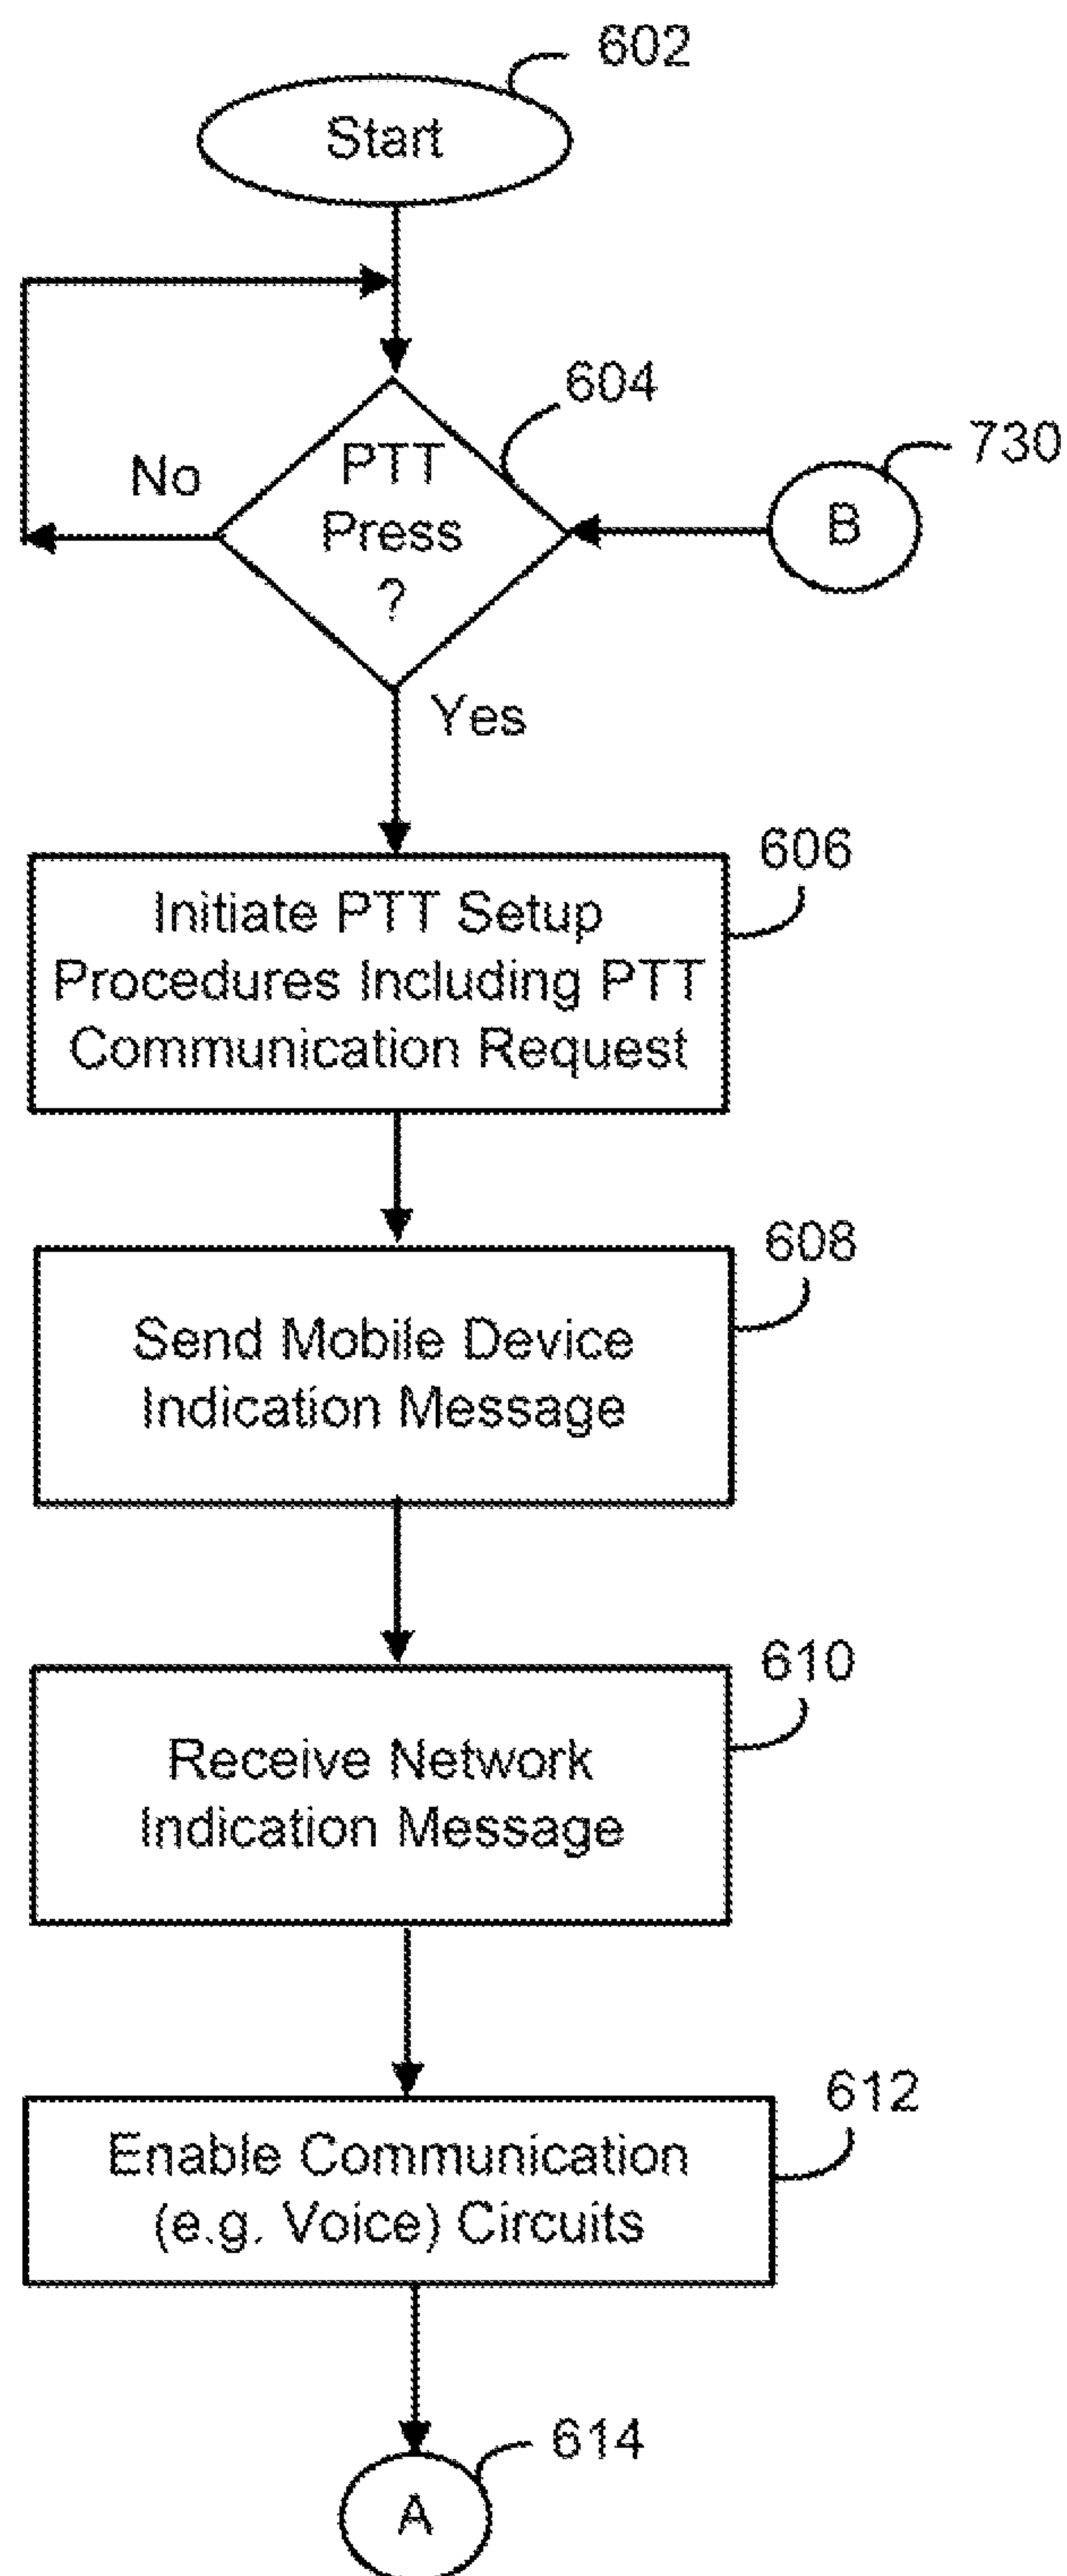 602
Start
604
PTT
Press
?
No
730
B
Yes
606
Initiate PTT Setup
Procedures Including PTT
Communication Request
608
Send Mobile Device
Indication Message
610
Receive Network
Indication Message
612
Enable Communication
(e.g. Voice) Circuits
614
A